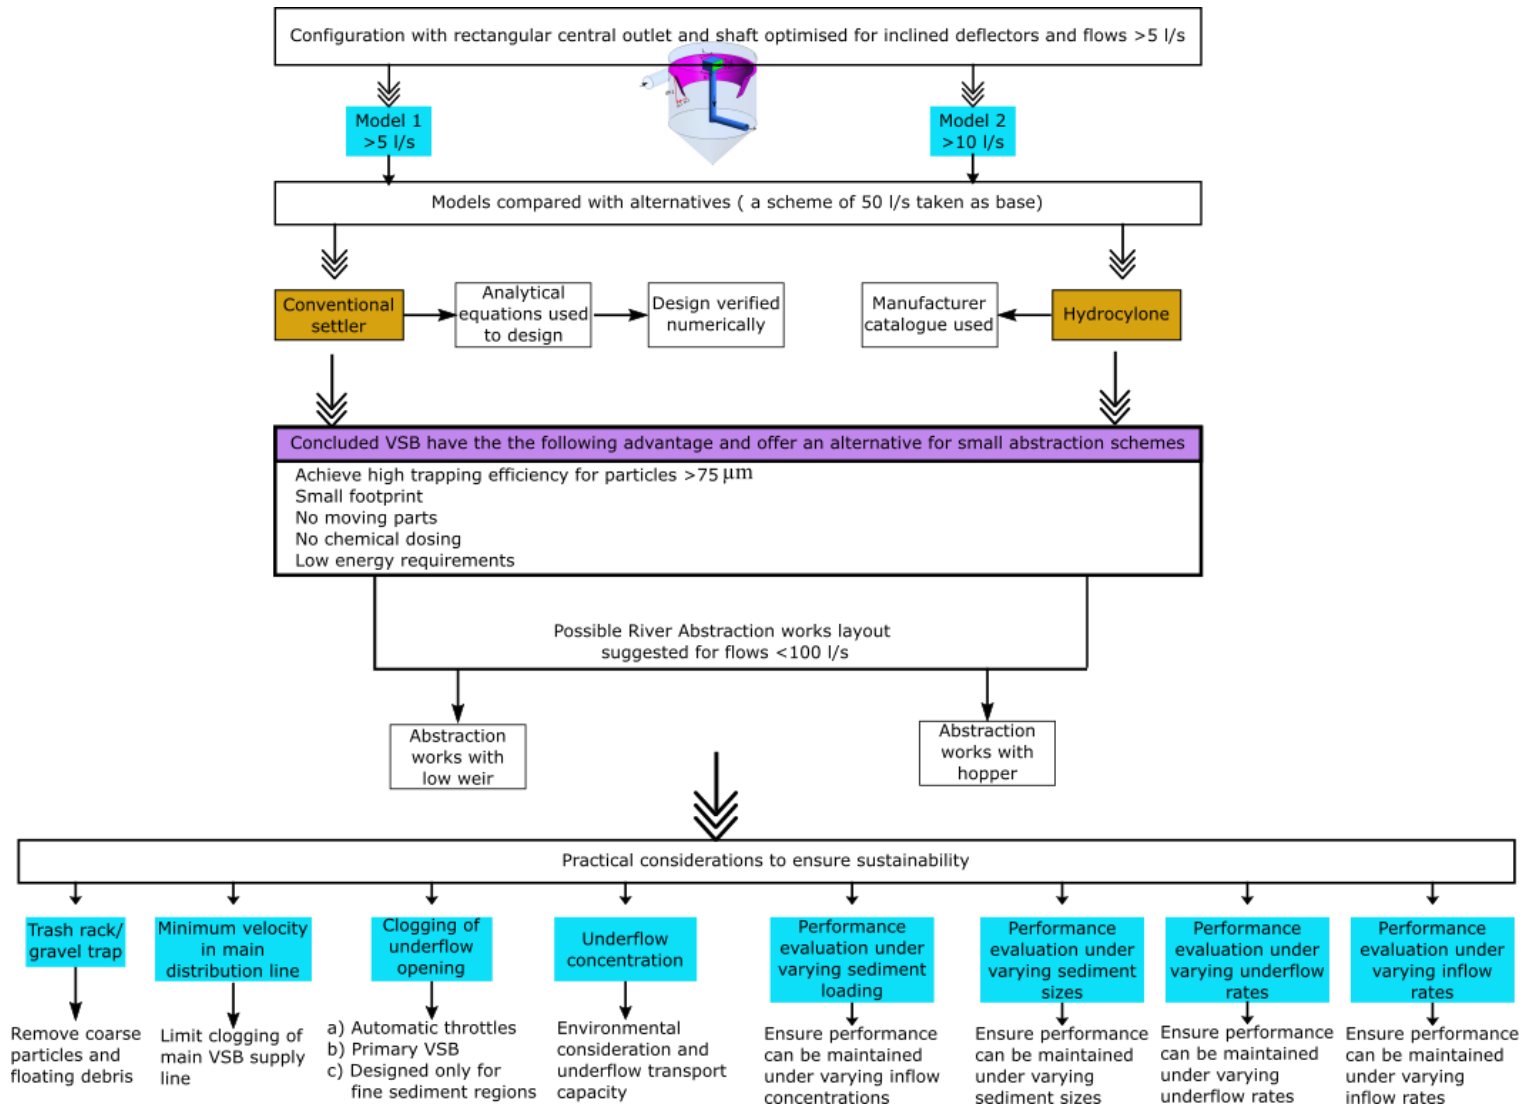 Configuration with rectangular central outlet and shaft optimised for inclined deflectors and flows >5 l/s
Model 1
>5 l/s
Model 2
>10 l/s
Models compared with alternatives ( a scheme of 50 l/s taken as base)
Conventional
settler
Analytical
equations used
to design
Design verified
numerically
Manufacturer
catalogue used
Hydrocylone
Concluded VSB have the the following advantage and offer an alternative for small abstraction schemes
Achieve high trapping efficiency for particles >75 μm
Small footprint
No moving parts
No chemical dosing
Low energy requirements
Possible River Abstraction works layout
suggested for flows <100 l/s
Abstraction
works with
low weir
Abstraction
works with
hopper
Practical considerations to ensure sustainability
Trash rack/
gravel trap
Minimum velocity
in main
distribution line
Clogging of
underflow
opening
Underflow
concentration
Performance
evaluation under
varying sediment
loading
Performance
evaluation under
varying sediment
sizes
Performance
evaluation under
varying underflow
rates
Performance
evaluation under
varying inflow
rates
Remove coarse
particles and
floating debris
Limit clogging of
main VSB supply
line
a) Automatic throttles
b) Primary VSB
c) Designed only for
fine sediment regions
Environmental
consideration and
underflow transport
capacity
Ensure performance
can be maintained
under varying inflow
concentrations
Ensure performance
can be maintained
under varying
sediment sizes
Ensure performance
can be maintained
under varying
underflow rates
Ensure performance
can be maintained
under varying
inflow rates